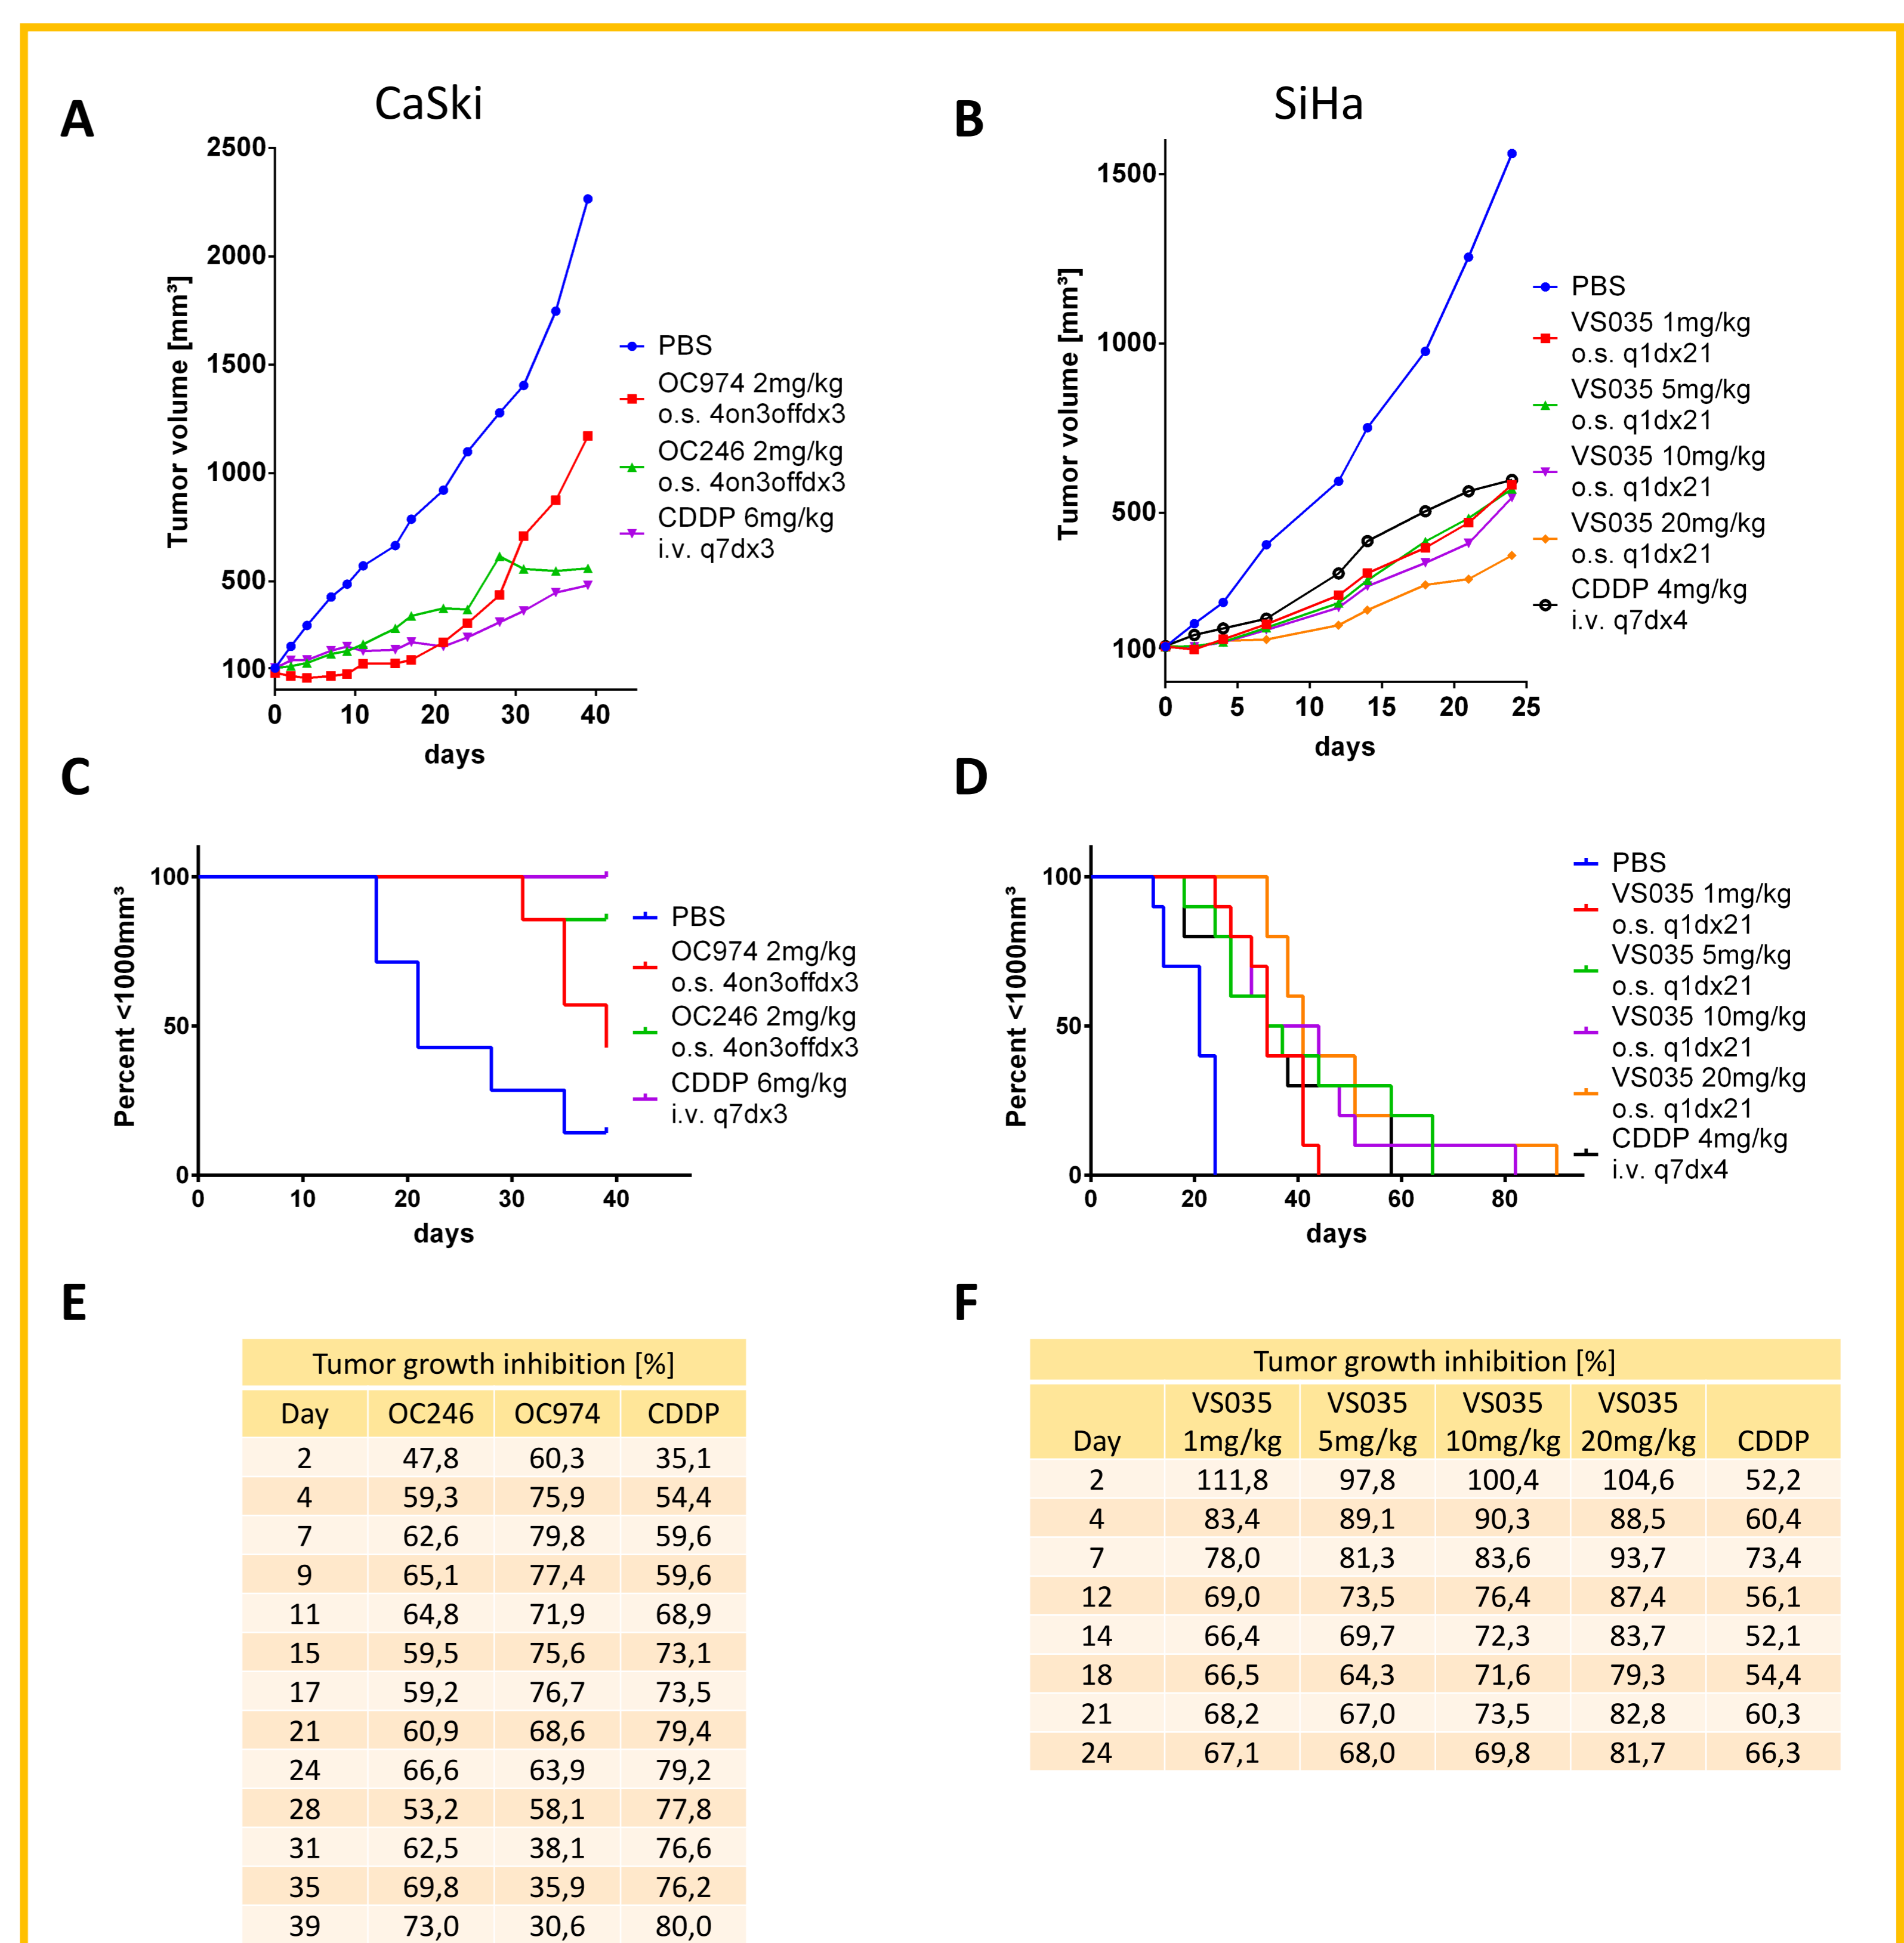 A
CaSki
Tumor volume [mm³]
2500
2000
1500
1000
500
100
0 10 20 30 40
days
PBS
OC974 2mg/kg
o.s. 4on3offdx3
OC246 2mg/kg
o.s. 4on3offdx3
CDDP 6mg/kg
i.v. q7dx3
B
SiHa
Tumor volume [mm³]
1500
1000
500
100
0 5 10 15 20 25
days
PBS
VS035 1mg/kg
o.s. q1dx21
VS035 5mg/kg
o.s. q1dx21
VS035 10mg/kg
o.s. q1dx21
VS035 20mg/kg
o.s. q1dx21
CDDP 4mg/kg
i.v. q7dx4
C
Percent <1000mm³
100
50
0
0 10 20 30 40
days
PBS
OC974 2mg/kg
o.s. 4on3offdx3
OC246 2mg/kg
o.s. 4on3offdx3
CDDP 6mg/kg
i.v. q7dx3
D
Percent <1000mm³
100
50
0
0 20 40 60 80
days
PBS
VS035 1mg/kg
o.s. q1dx21
VS035 5mg/kg
o.s. q1dx21
VS035 10mg/kg
o.s. q1dx21
VS035 20mg/kg
o.s. q1dx21
CDDP 4mg/kg
i.v. q7dx4
E
Tumor growth inhibition [%]
Day OC246 OC974 CDDP
2 47,8 60,3 35,1
4 59,3 75,9 54,4
7 62,6 79,8 59,6
9 65,1 77,4 59,6
11 64,8 71,9 68,9
15 59,5 75,6 73,1
17 59,2 76,7 73,5
21 60,9 68,6 79,4
24 66,6 63,9 79,2
28 53,2 58,1 77,8
31 62,5 38,1 76,6
35 69,8 35,9 76,2
39 73,0 30,6 80,0
F
Tumor growth inhibition [%]
VS035 VS035 VS035 VS035
Day 1mg/kg 5mg/kg 10mg/kg 20mg/kg CDDP
2 111,8 97,8 100,4 104,6 52,2
4 83,4 89,1 90,3 88,5 60,4
7 78,0 81,3 83,6 93,7 73,4
12 69,0 73,5 76,4 87,4 56,1
14 66,4 69,7 72,3 83,7 52,1
18 66,5 64,3 71,6 79,3 54,4
21 68,2 67,0 73,5 82,8 60,3
24 67,1 68,0 69,8 81,7 66,3